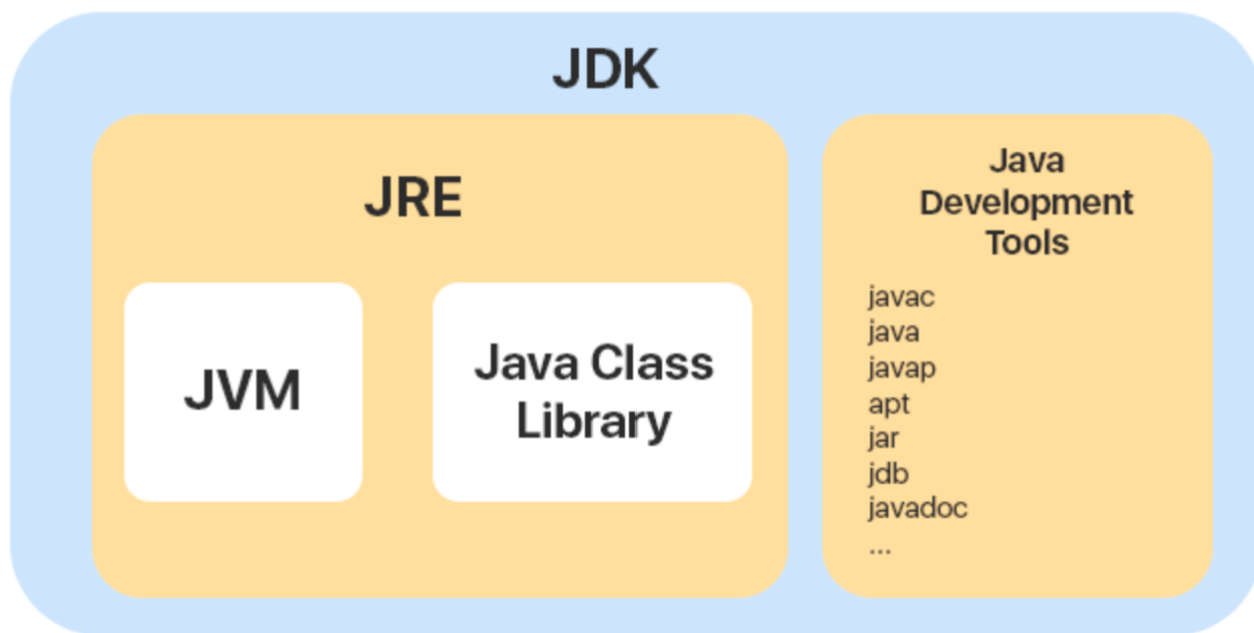 JDK
JRE
JVM
Java Class
Library
Java
Development
Tools
javac
java
javap
apt
jar
jdb
javadoc
...